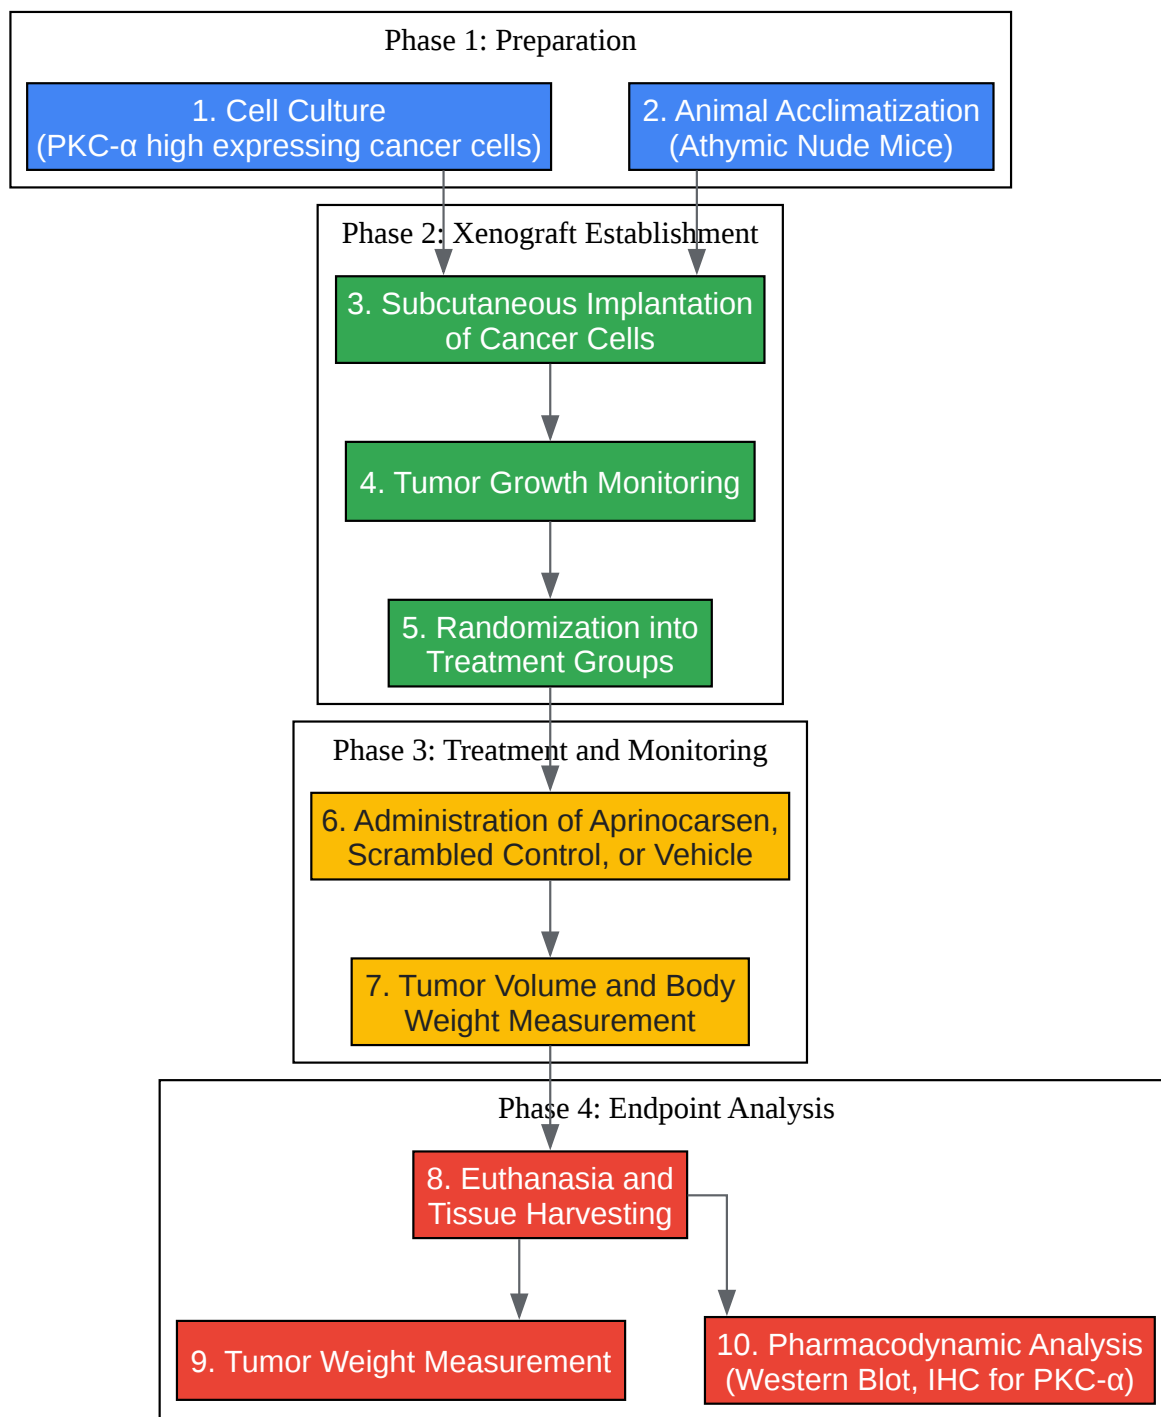 Phase 1: Preparation
1. Cell Culture
(PKC-α high expressing cancer cells)
2. Animal Acclimatization
(Athymic Nude Mice)
Phase 2: Xenograft Establishment
3. Subcutaneous Implantation
of Cancer Cells
4. Tumor Growth Monitoring
5. Randomization into
Treatment Groups
Phase 3: Treatment and Monitoring
6. Administration of Aprinocarsen,
Scrambled Control, or Vehicle
7. Tumor Volume and Body
Weight Measurement
Phase 4: Endpoint Analysis
8. Euthanasia and
Tissue Harvesting
9. Tumor Weight Measurement
10. Pharmacodynamic Analysis
(Western Blot, IHC for PKC-α)